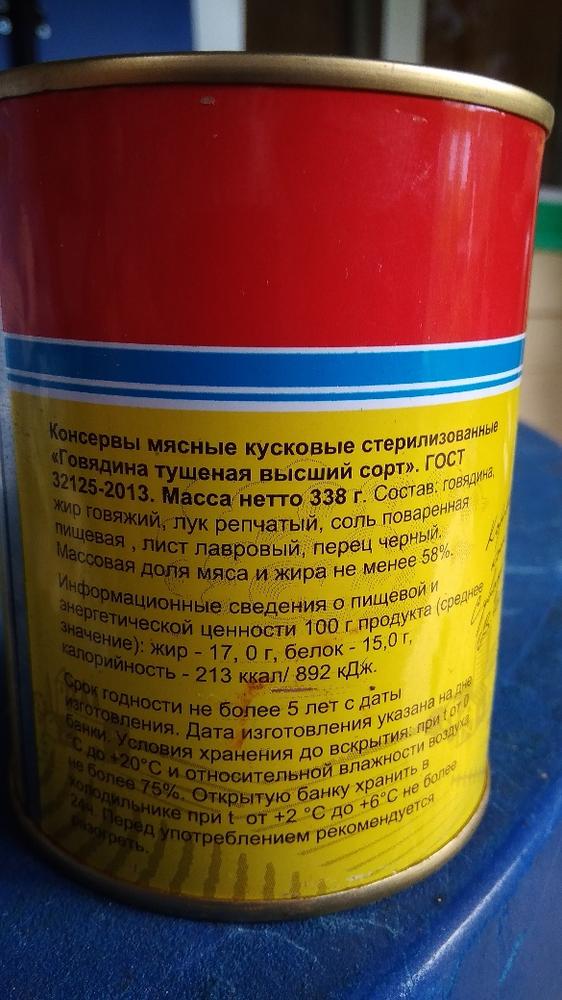 Консервы мясные кусковые стерилизованные
«Говядина тушеная высший сорт». ГОСТ
32125-2013. Масса нетто 338 г. Состав: говядина,
жир говяжий, лук репчатый, соль поваренная
пищевая , лист лавровый, перец черный.
Массовая доля мяса и жира не менее 58%.
Информационные сведения о пищевой и
энергетической ценности 100 г продукта (среднее
значение): жир - 17, 0 г, белок - 15,0 г,
калорийность - 213 ккал/ 892 кДж.
Срок годности не более 5 лет с даты
изготовления. Дата изготовления указана на дне
банки. Условия хранения до вскрытия: при t от 0
°С до +20°С и относительной влажности воздуха
не более 75%. Открытую банку хранить в
холодильнике при t от +2 °С до +6°С не более
24ч. Перед употреблением рекомендуется
разогреть.